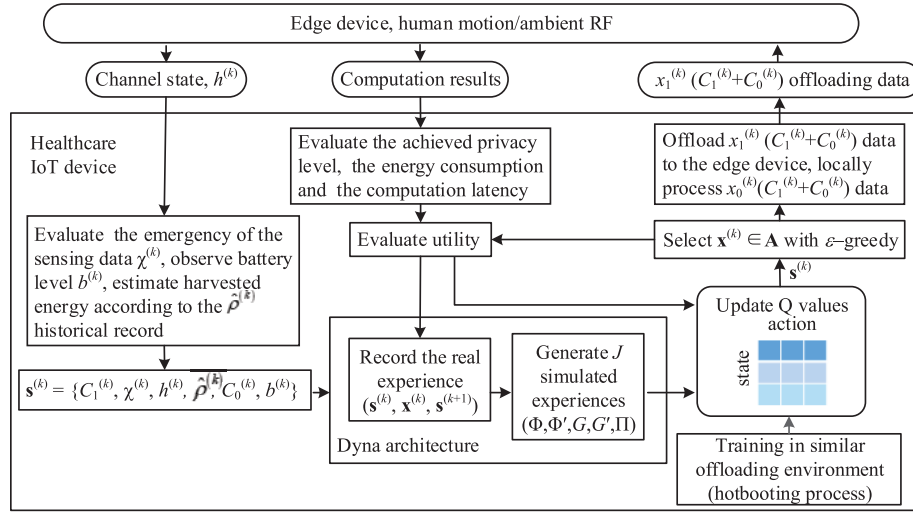 Edge device, human motion/ambient RF
Channel state, h^(k)
Computation results
x₁^(k) (C₁^(k)+C₀^(k)) offloading data
Healthcare
IoT device
Evaluate the achieved privacy
level, the energy consumption
and the computation latency
Offload x₁^(k) (C₁^(k)+C₀^(k)) data
to the edge device, locally
process x₀^(k)(C₁^(k)+C₀^(k)) data
Evaluate the emergency of the
sensing data χ^(k), observe battery
level b^(k), estimate harvested
energy according to the ρ̂^(k)
historical record
Evaluate utility
Select x^(k) ∈ A with ε–greedy
s^(k)
Update Q values
action
state
s^(k) = {C₁^(k), χ^(k), h^(k), ρ̂^(k), C₀^(k), b^(k)}
Record the real
experience
(s^(k), x^(k), s^(k+1))
Generate J
simulated
experiences
(Φ,Φ′,G,G′,Π)
Dyna architecture
Training in similar
offloading environment
(hotbooting process)